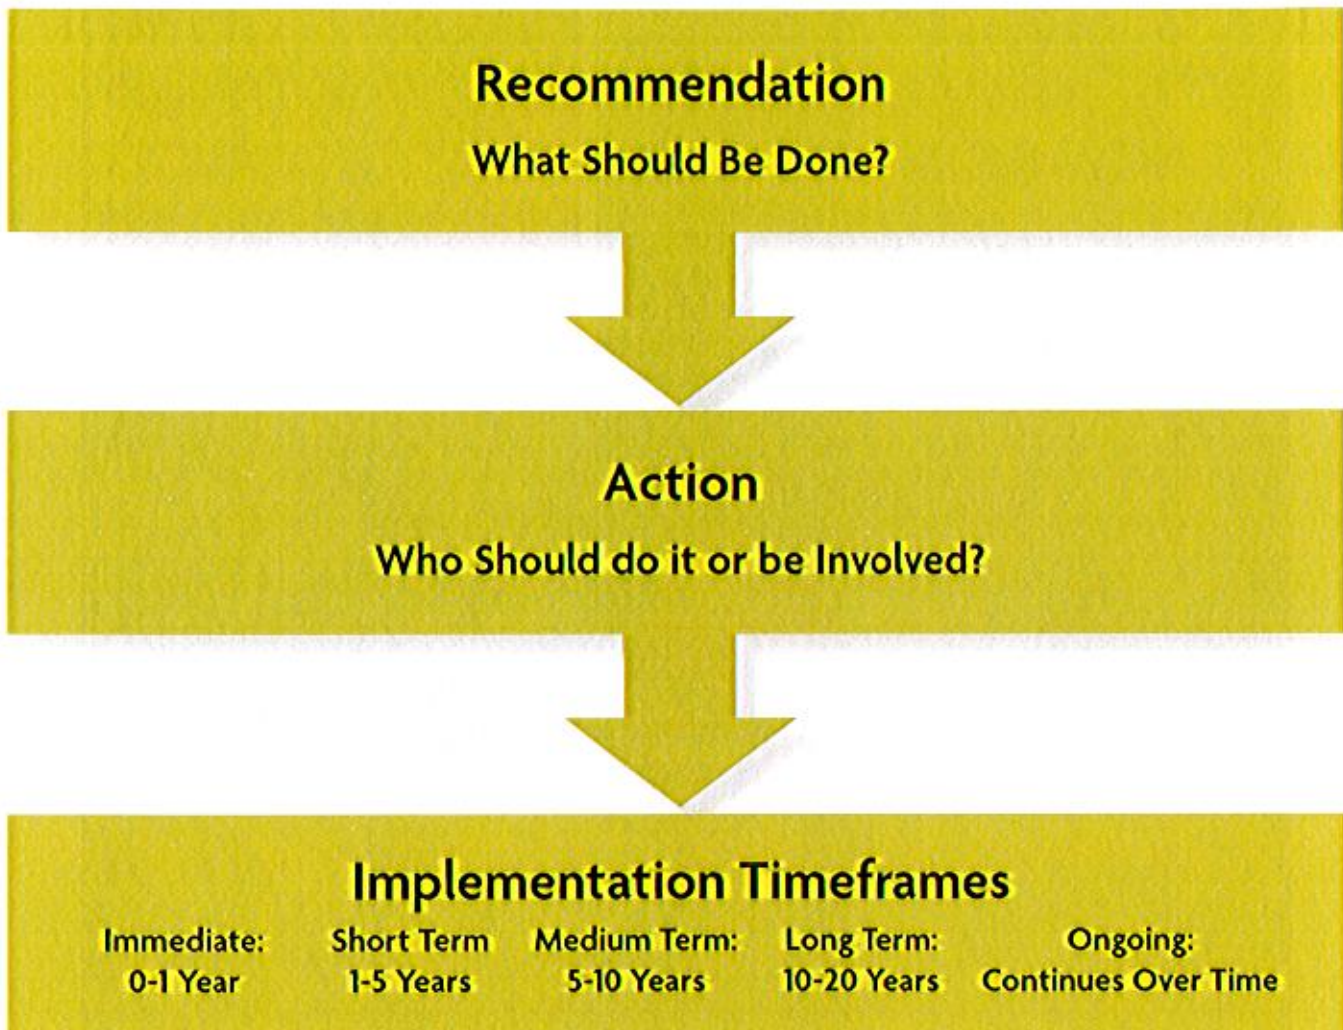 Recommendation
What Should Be Done?
Action
Who Should do it or be Involved?
Implementation Timeframes
Immediate: Short Term Medium Term: Long Term: Ongoing:
0-1 Year 1-5 Years 5-10 Years 10-20 Years Continues Over Time